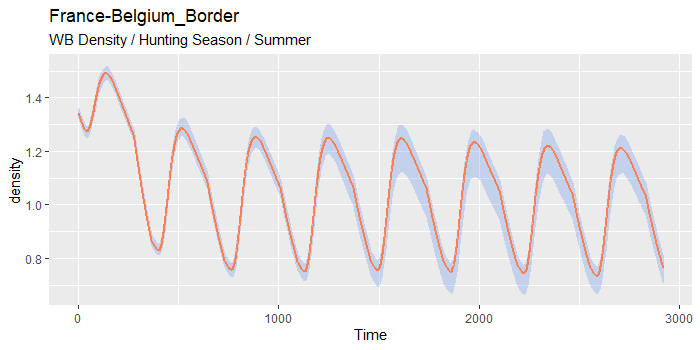 France-Belgium_Border
WB Density / Hunting Season / Summer
density
1.4
1.2
1.0
0.8
0
1000
2000
3000
Time